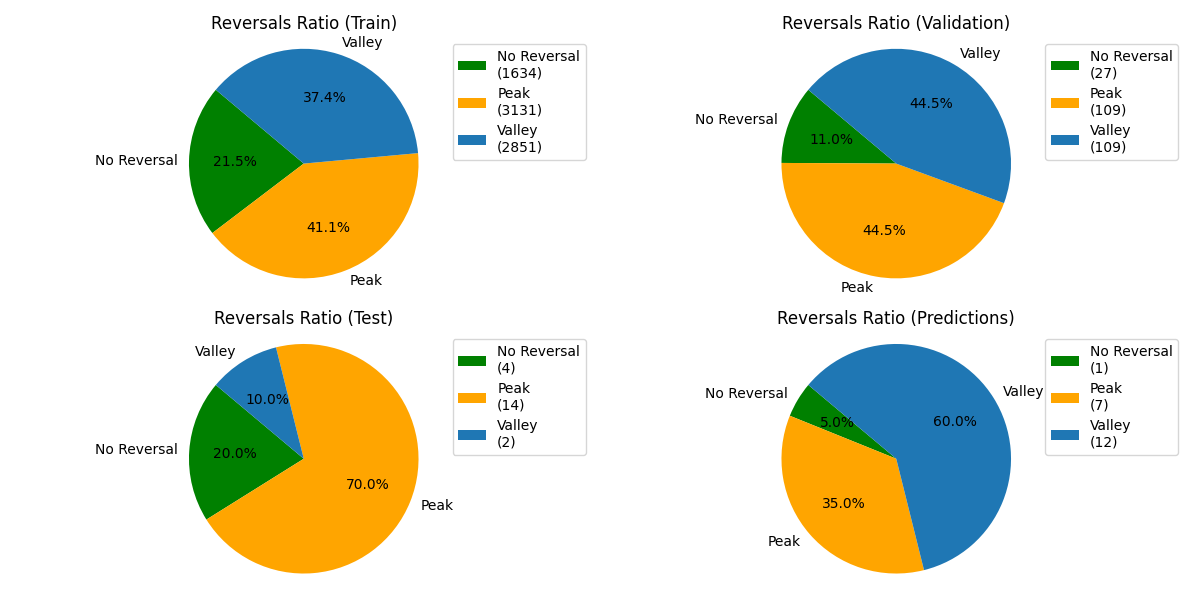 Reversals Ratio (Train)
Valley
37.4%
No Reversal
21.5%
41.1%
Peak
No Reversal
(1634)
Peak
(3131)
Valley
(2851)
Reversals Ratio (Validation)
Valley
44.5%
No Reversal
11.0%
44.5%
Peak
No Reversal
(27)
Peak
(109)
Valley
(109)
Reversals Ratio (Test)
Valley
10.0%
No Reversal
20.0%
70.0%
Peak
No Reversal
(4)
Peak
(14)
Valley
(2)
Reversals Ratio (Predictions)
Valley
No Reversal
5.0%
60.0%
35.0%
Peak
No Reversal
(1)
Peak
(7)
Valley
(12)